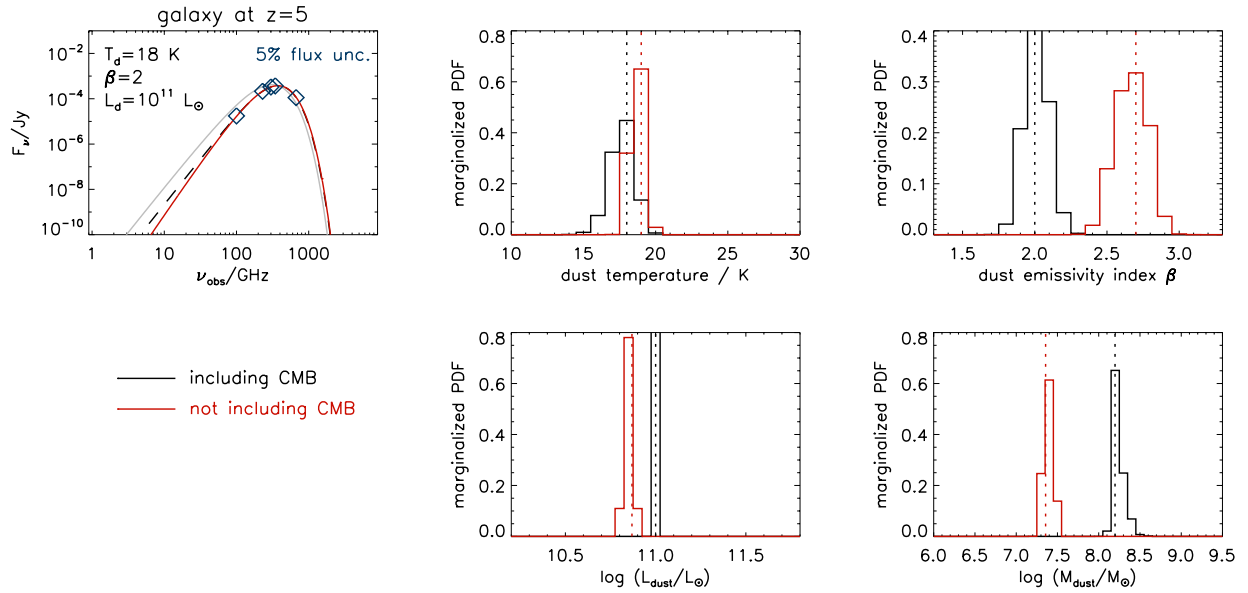 galaxy at z=5
T_d=18 K
β=2
L_d=10^11 L_⊙
5% flux unc.
F_ν/Jy
10^−2
10^−4
10^−6
10^−8
10^−10
1 10 100 1000
ν_obs/GHz
marginalized PDF
0.8
0.6
0.4
0.2
0.0
10 15 20 25 30
dust temperature / K
marginalized PDF
0.4
0.3
0.2
0.1
0.0
1.5 2.0 2.5 3.0
dust emissivity index β
including CMB
not including CMB
marginalized PDF
0.8
0.6
0.4
0.2
0.0
10.5 11.0 11.5
log (L_dust/L_⊙)
marginalized PDF
0.8
0.6
0.4
0.2
0.0
6.0 6.5 7.0 7.5 8.0 8.5 9.0 9.5
log (M_dust/M_⊙)